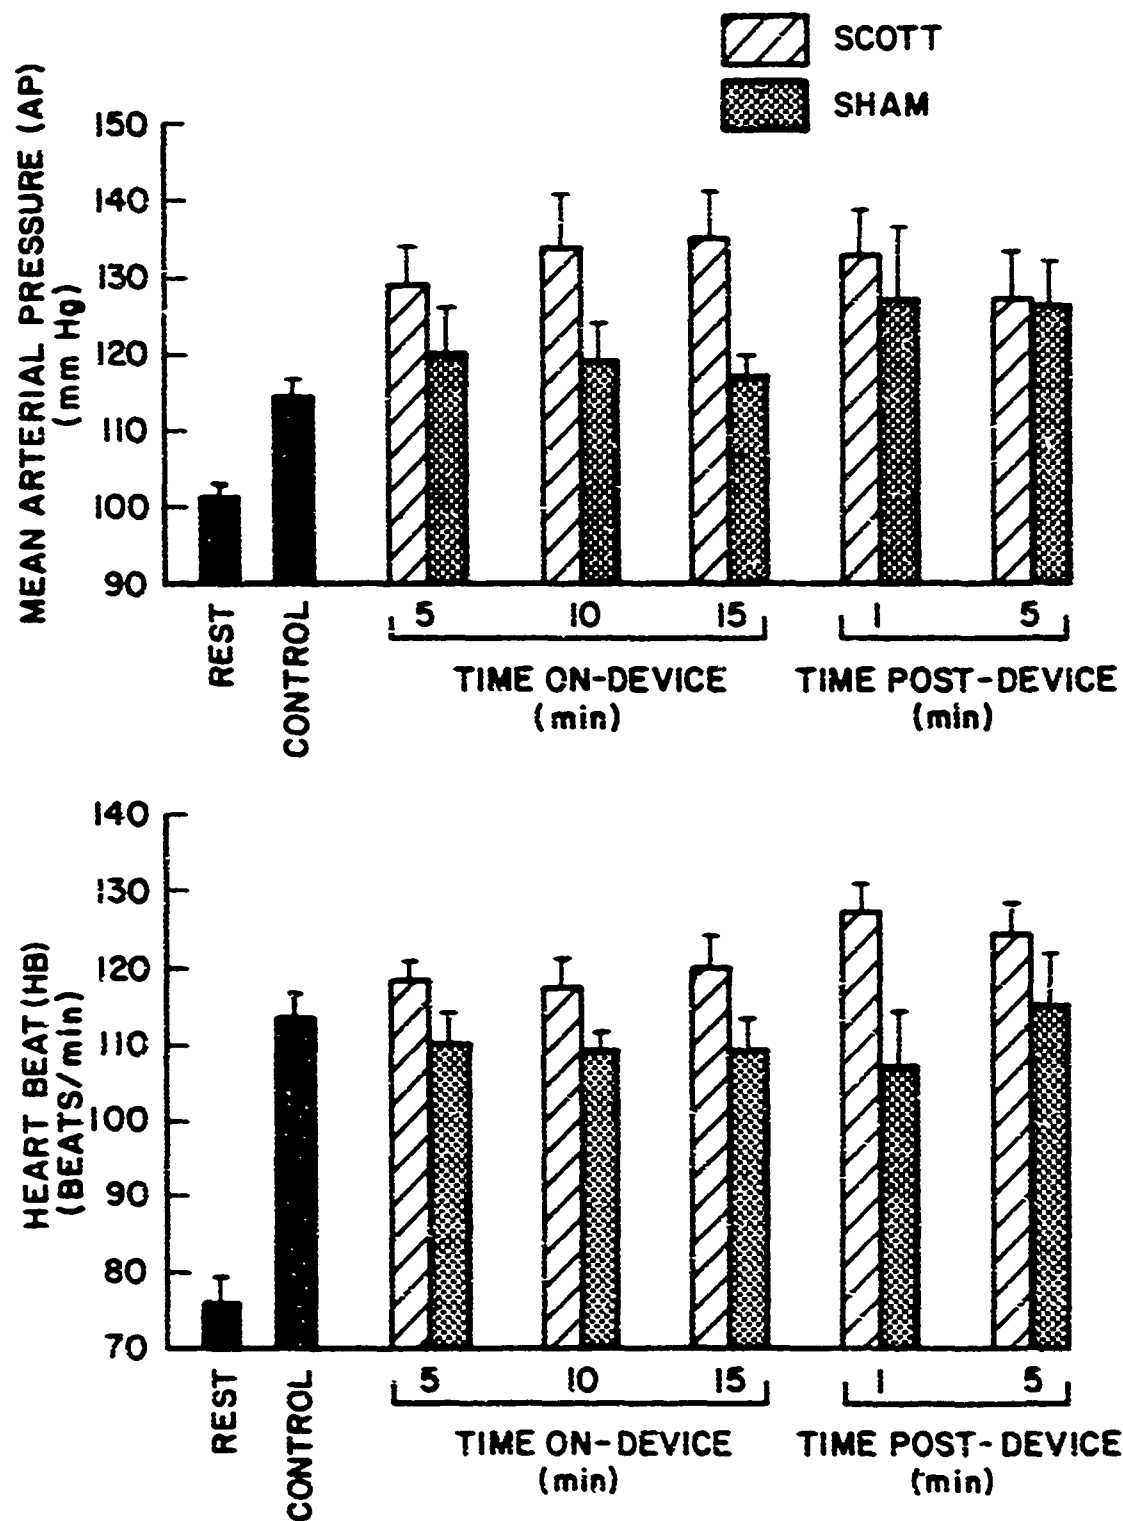 SCOTT
SHAM
MEAN ARTERIAL PRESSURE (AP)
(mm Hg)
150
140
130
120
110
100
90
REST
CONTROL
5 10 15 1 5
TIME ON-DEVICE TIME POST-DEVICE
(min) (min)
HEART BEAT (HB)
(BEATS/min)
140
130
120
110
100
90
80
70
REST
CONTROL
5 10 15 1 5
TIME ON-DEVICE TIME POST-DEVICE
(min) (min)